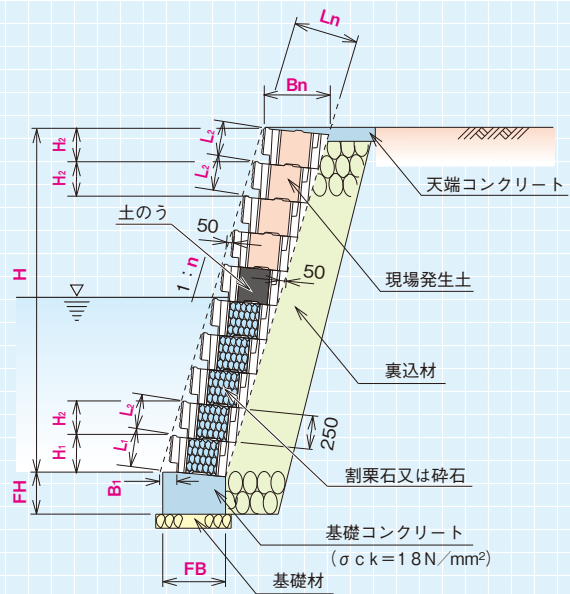 Ln
Bn
L₂
H₂
L₂
H₂
天端コンクリート
土のう
50
現場発生土
50
1:n
H
裏込材
L₂
H₂
250
L₁
H₁
割栗石又は砕石
B₁
FH
基礎コンクリート
(σck=18N/mm²)
FB
基礎材